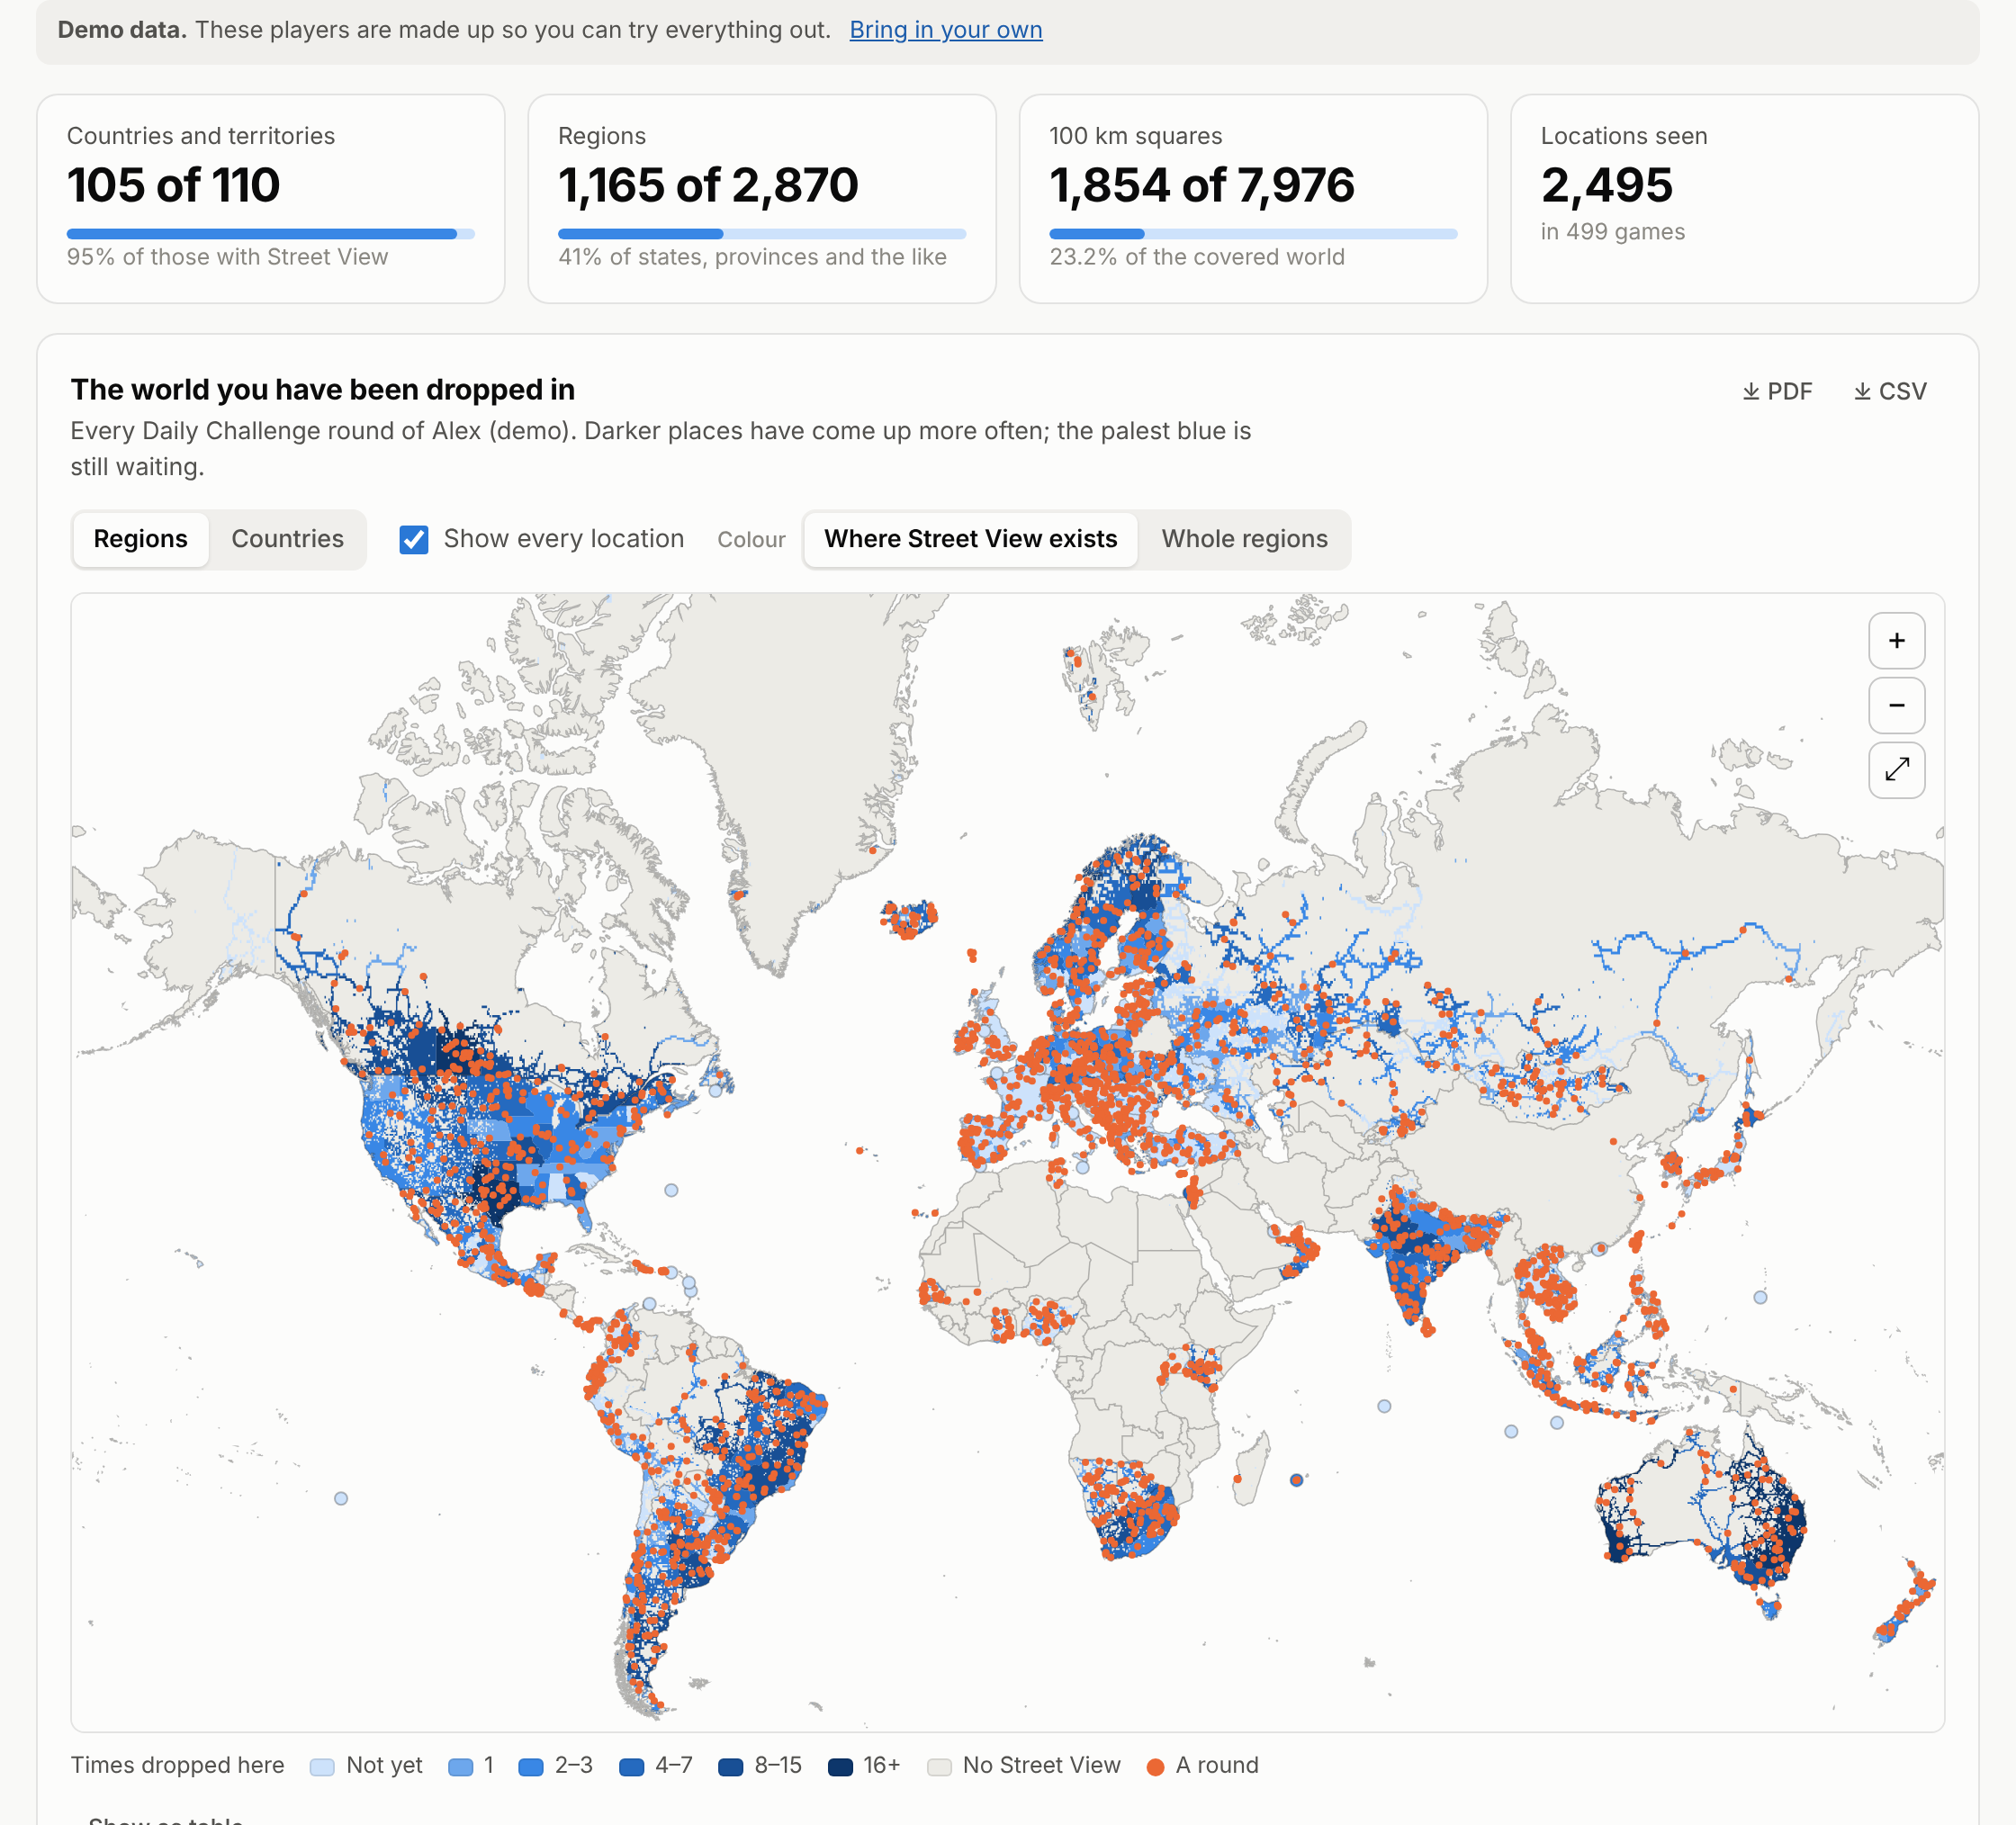 Demo data. These players are made up so you can try everything out. Bring in your own
Countries and territories
105 of 110
95% of those with Street View
Regions
1,165 of 2,870
41% of states, provinces and the like
100 km squares
1,854 of 7,976
23.2% of the covered world
Locations seen
2,495
in 499 games
The world you have been dropped in
PDF
CSV
Every Daily Challenge round of Alex (demo). Darker places have come up more often; the palest blue is
still waiting.
Regions
Countries
Show every location
Colour
Where Street View exists
Whole regions
+
−
Times dropped here
Not yet
1
2–3
4–7
8–15
16+
No Street View
A round
Show as table